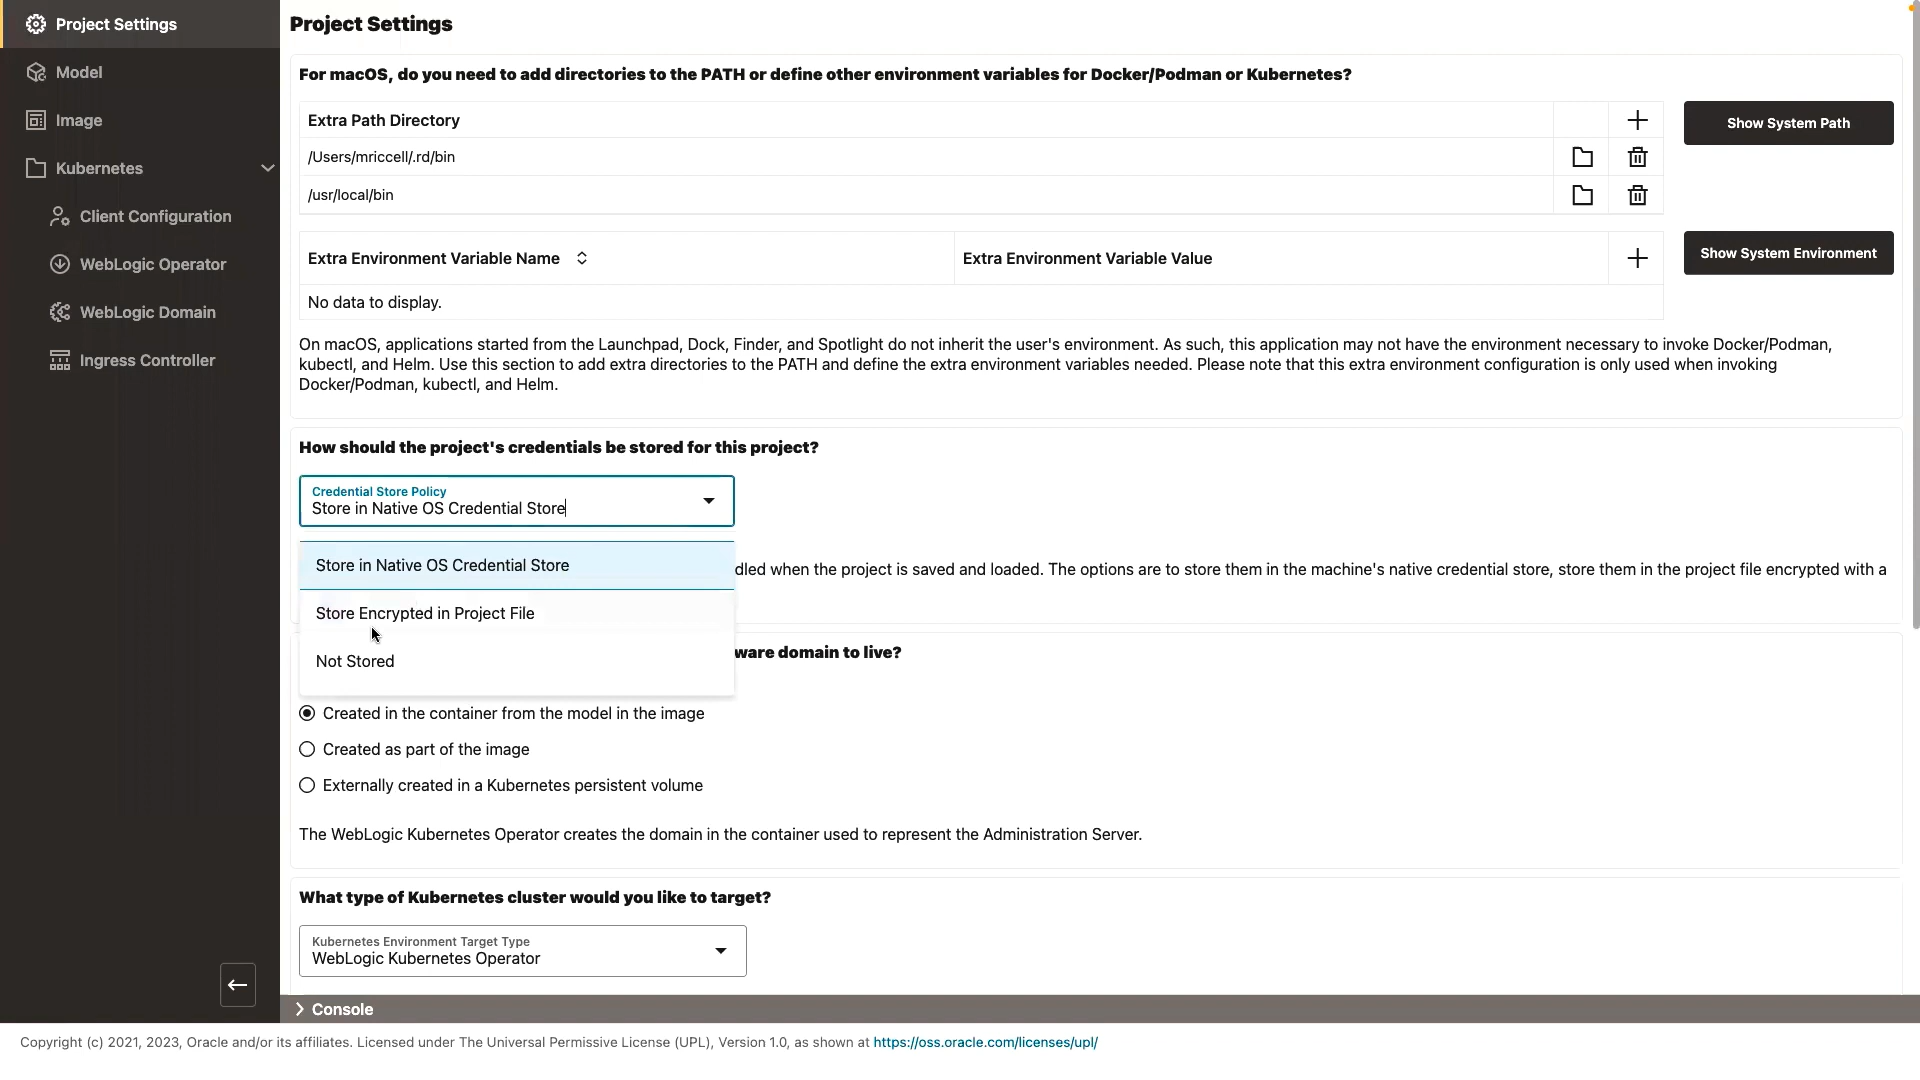 Project Settings
Model
Image
Kubernetes
Client Configuration
WebLogic Operator
WebLogic Domain
Ingress Controller
Project Settings
For macOS, do you need to add directories to the PATH or define other environment variables for Docker/Podman or Kubernetes?
Extra Path Directory
/Users/mriccell/.rd/bin
/usr/local/bin
Show System Path
Extra Environment Variable Name
Extra Environment Variable Value
No data to display.
Show System Environment
On macOS, applications started from the Launchpad, Dock, Finder, and Spotlight do not inherit the user's environment. As such, this application may not have the environment necessary to invoke Docker/Podman,
kubectl, and Helm. Use this section to add extra directories to the PATH and define the extra environment variables needed. Please note that this extra environment configuration is only used when invoking
Docker/Podman, kubectl, and Helm.
How should the project's credentials be stored for this project?
Credential Store Policy
Store in Native OS Credential Store
Store in Native OS Credential Store
Store Encrypted in Project File
Not Stored
dled when the project is saved and loaded. The options are to store them in the machine's native credential store, store them in the project file encrypted with a
ware domain to live?
Created in the container from the model in the image
Created as part of the image
Externally created in a Kubernetes persistent volume
The WebLogic Kubernetes Operator creates the domain in the container used to represent the Administration Server.
What type of Kubernetes cluster would you like to target?
Kubernetes Environment Target Type
WebLogic Kubernetes Operator
Console
Copyright (c) 2021, 2023, Oracle and/or its affiliates. Licensed under The Universal Permissive License (UPL), Version 1.0, as shown at https://oss.oracle.com/licenses/upl/